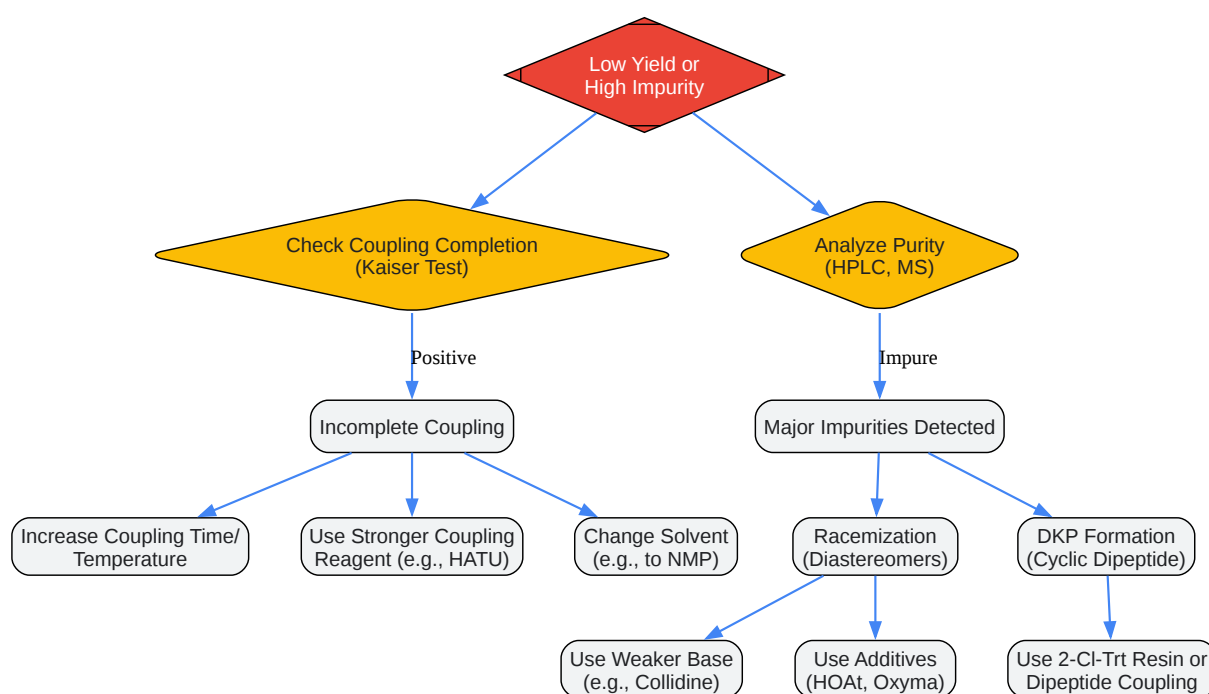 Low Yield or
High Impurity
Check Coupling Completion
(Kaiser Test)
Analyze Purity
(HPLC, MS)
Positive
Impure
Incomplete Coupling
Major Impurities Detected
Increase Coupling Time/
Temperature
Use Stronger Coupling
Reagent (e.g., HATU)
Change Solvent
(e.g., to NMP)
Racemization
(Diastereomers)
DKP Formation
(Cyclic Dipeptide)
Use Weaker Base
(e.g., Collidine)
Use Additives
(HOAt, Oxyma)
Use 2-Cl-Trt Resin or
Dipeptide Coupling